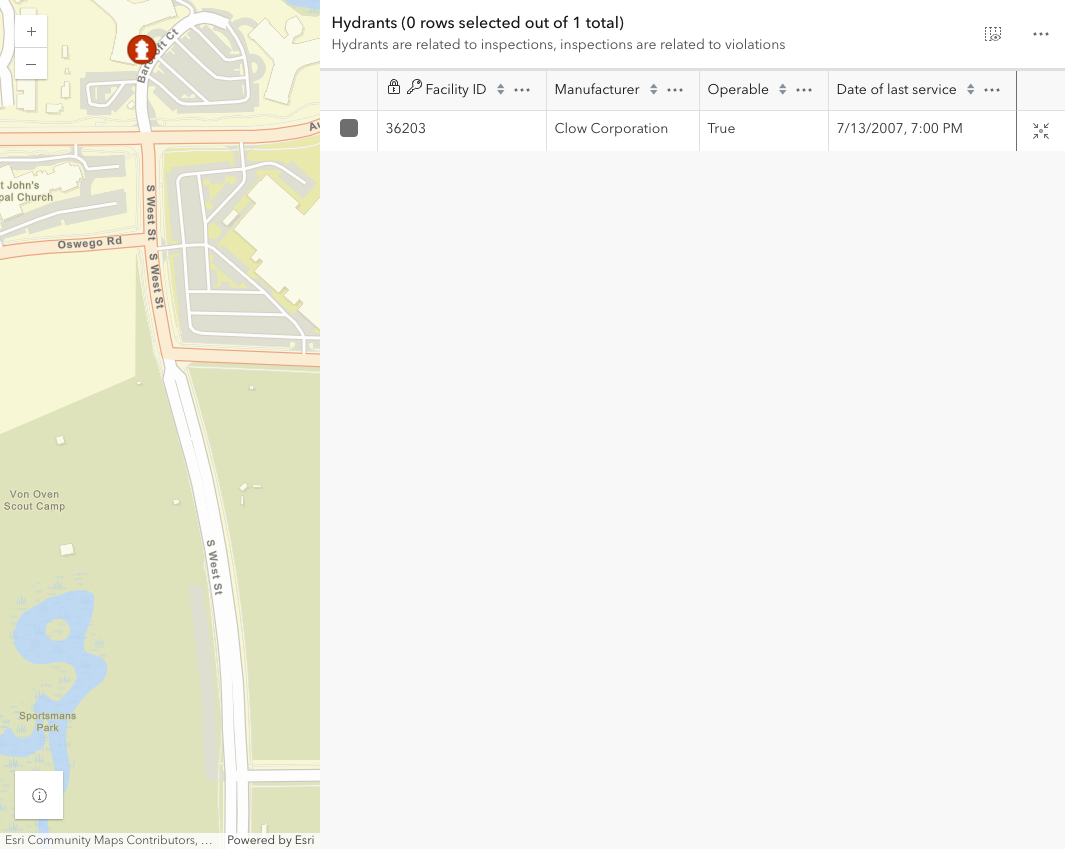 Hydrants (0 rows selected out of 1 total)
Hydrants are related to inspections, inspections are related to violations
Facility ID
Manufacturer
Operable
Date of last service
36203
Clow Corporation
True
7/13/2007, 7:00 PM
t John's
pal Church
Oswego Rd
S West St
S West St
Von Oven
Scout Camp
S West St
Sportsmans
Park
Esri Community Maps Contributors, …
Powered by Esri